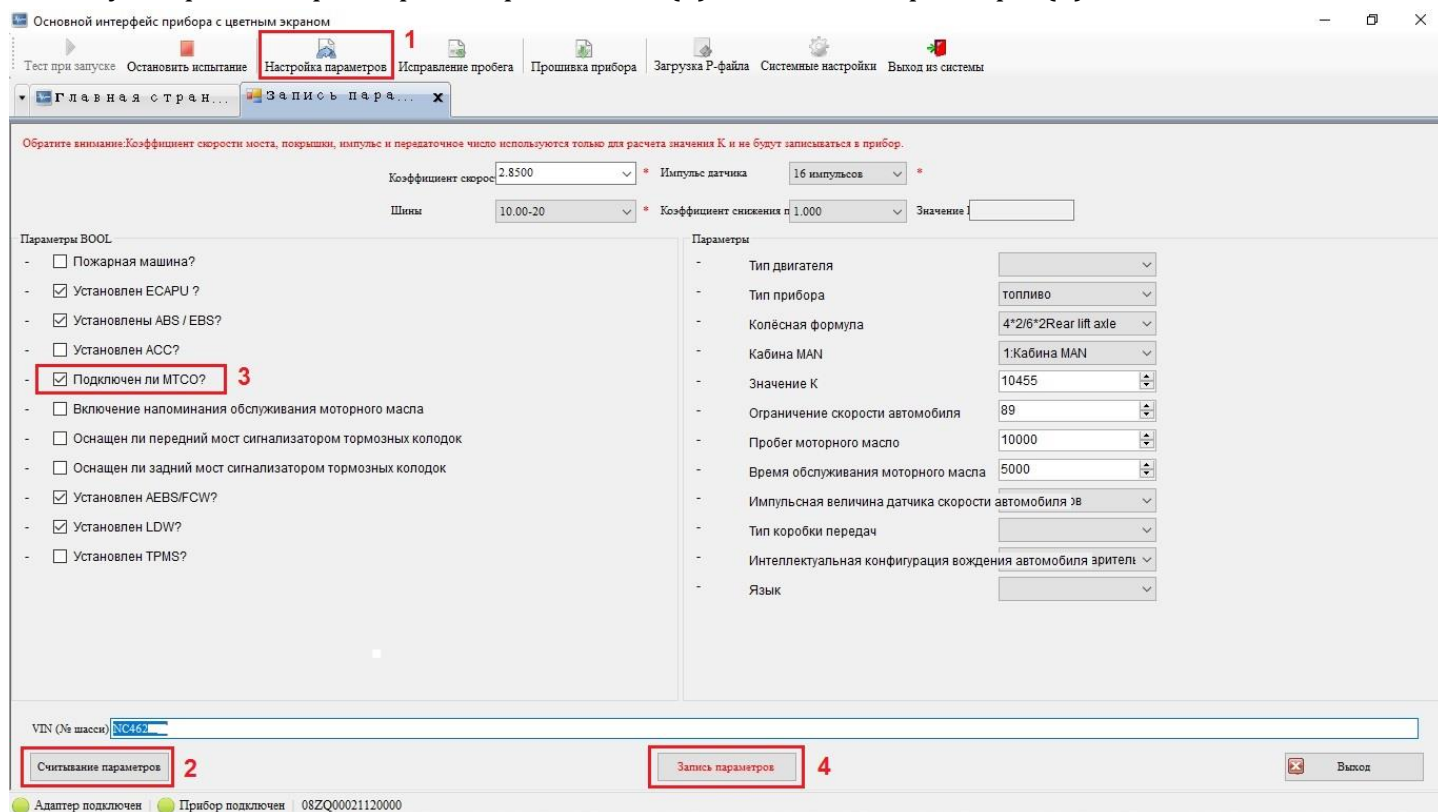 Основной интерфейс прибора с цветным экраном
1
Тест при запуске Остановить испытание Настройка параметров Исправление пробега Прошивка прибора Загрузка Р-файла Системные настройки Выход из системы
Главная стран... Запись пара... x
Обратите внимание:Коэффициент скорости моста, покрышки, импульс и передаточное число используются только для расчета значения К и не будут записываться в прибор.
Коэффициент скорос 2.8500 * Импульс датчика 16 импульсов *
Шины 10.00-20 * Коэффициент снижения п 1.000 Значение
Параметры BOOL
- Пожарная машина?
- Установлен ECAPU ?
- Установлены ABS / EBS?
- Установлен ACC?
- Подключен ли MTCO? 3
- Включение напоминания обслуживания моторного масла
- Оснащен ли передний мост сигнализатором тормозных колодок
- Оснащен ли задний мост сигнализатором тормозных колодок
- Установлен AEBS/FCW?
- Установлен LDW?
- Установлен TPMS?
Параметры
- Тип двигателя
- Тип прибора топливо
- Колёсная формула 4*2/6*2Rear lift axle
- Кабина MAN 1:Кабина MAN
- Значение К 10455
- Ограничение скорости автомобиля 89
- Пробег моторного масло 10000
- Время обслуживания моторного масла 5000
- Импульсная величина датчика скорости автомобиля ов
- Тип коробки передач
- Интеллектуальная конфигурация вождения автомобиля зрителі
- Язык
VIN (№ шасси) NC462
Считывание параметров 2 Запись параметров 4 Выход
Адаптер подключен Прибор подключен 08ZQ00021120000